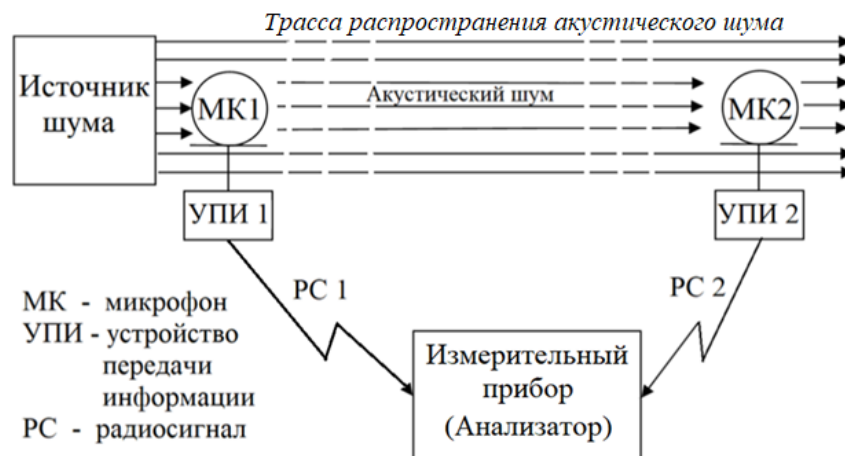 Трасса распространения акустического шума
Источник
шума
МК1
Акустический шум
МК2
УПИ 1
УПИ 2
РС 1
РС 2
МК - микрофон
УПИ - устройство
передачи
информации
РС - радиосигнал
Измерительный
прибор
(Анализатор)